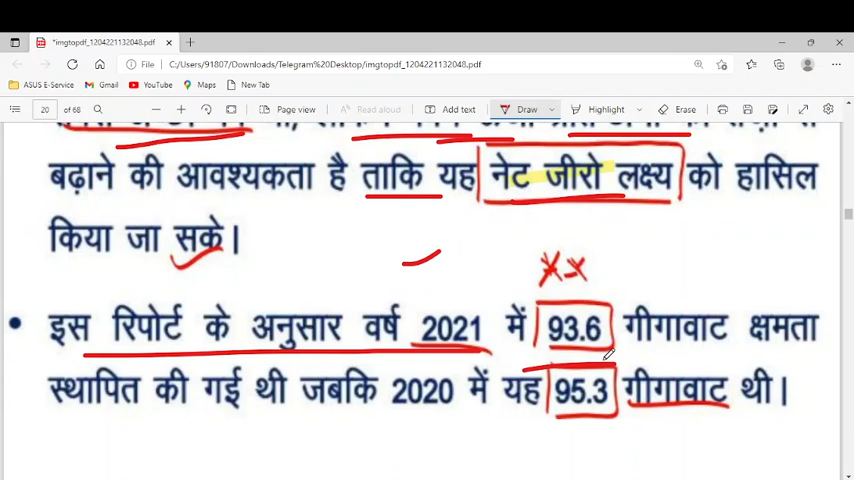 *imgtopdf_1204221132048.pdf
File C:/Users/91807/Downloads/Telegram%20Desktop/imgtopdf_1204221132048.pdf
ASUS E-Service Gmail YouTube Maps New Tab
20 of 68 Page view Read aloud Add text Draw Highlight Erase
बढ़ाने की आवश्यकता है ताकि यह नेट जीरो लक्ष्य को हासिल
किया जा सके।
• इस रिपोर्ट के अनुसार वर्ष 2021 में 93.6 गीगावाट क्षमता
स्थापित की गई थी जबकि 2020 में यह 95.3 गीगावाट थी।